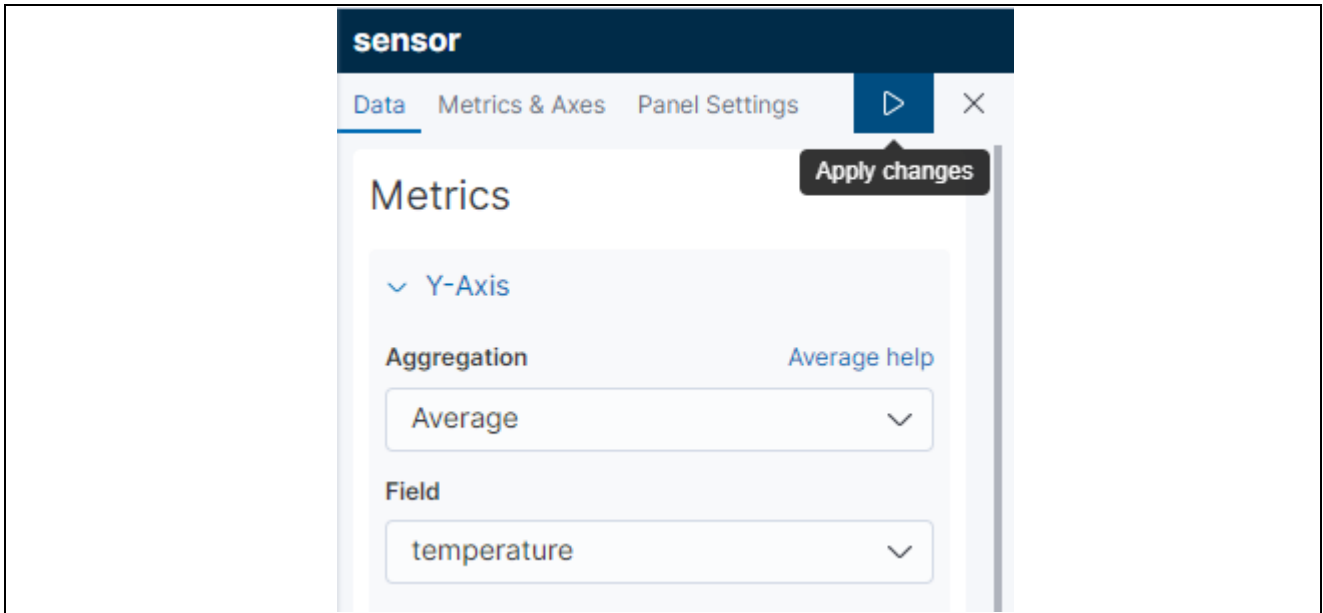 sensor
Data Metrics & Axes Panel Settings
Apply changes
Metrics
Y-Axis
Aggregation Average help
Average
Field
temperature